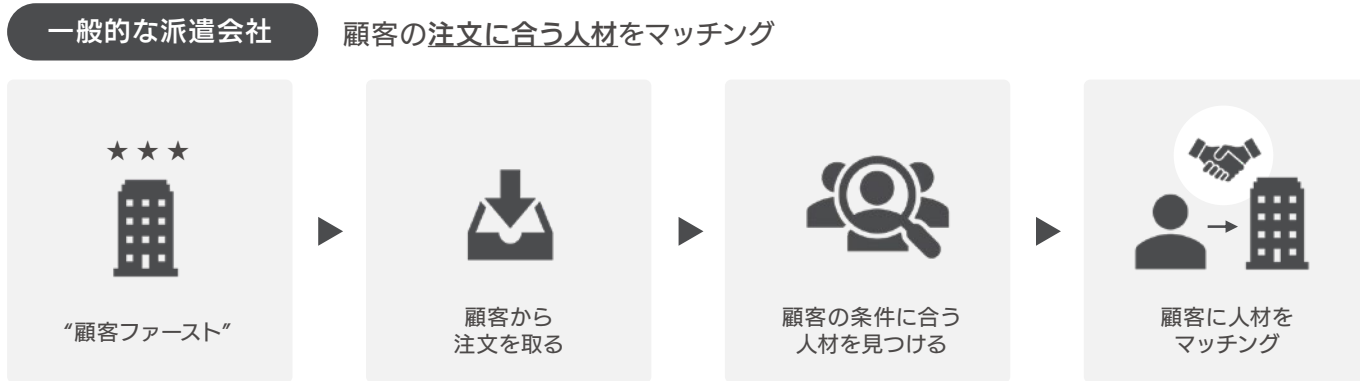 一般的な派遣会社
顧客の注文に合う人材をマッチング
“顧客ファースト”
顧客から
注文を取る
顧客の条件に合う
人材を見つける
顧客に人材を
マッチング